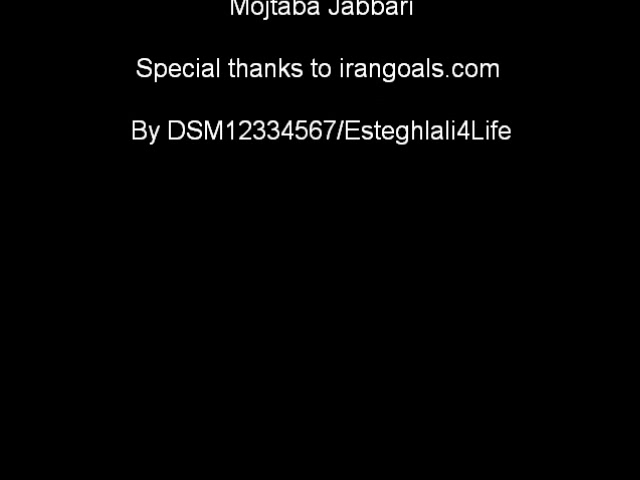 Mojtaba Jabbari
Special thanks to irangoals.com
By DSM12334567/Esteghlali4Life